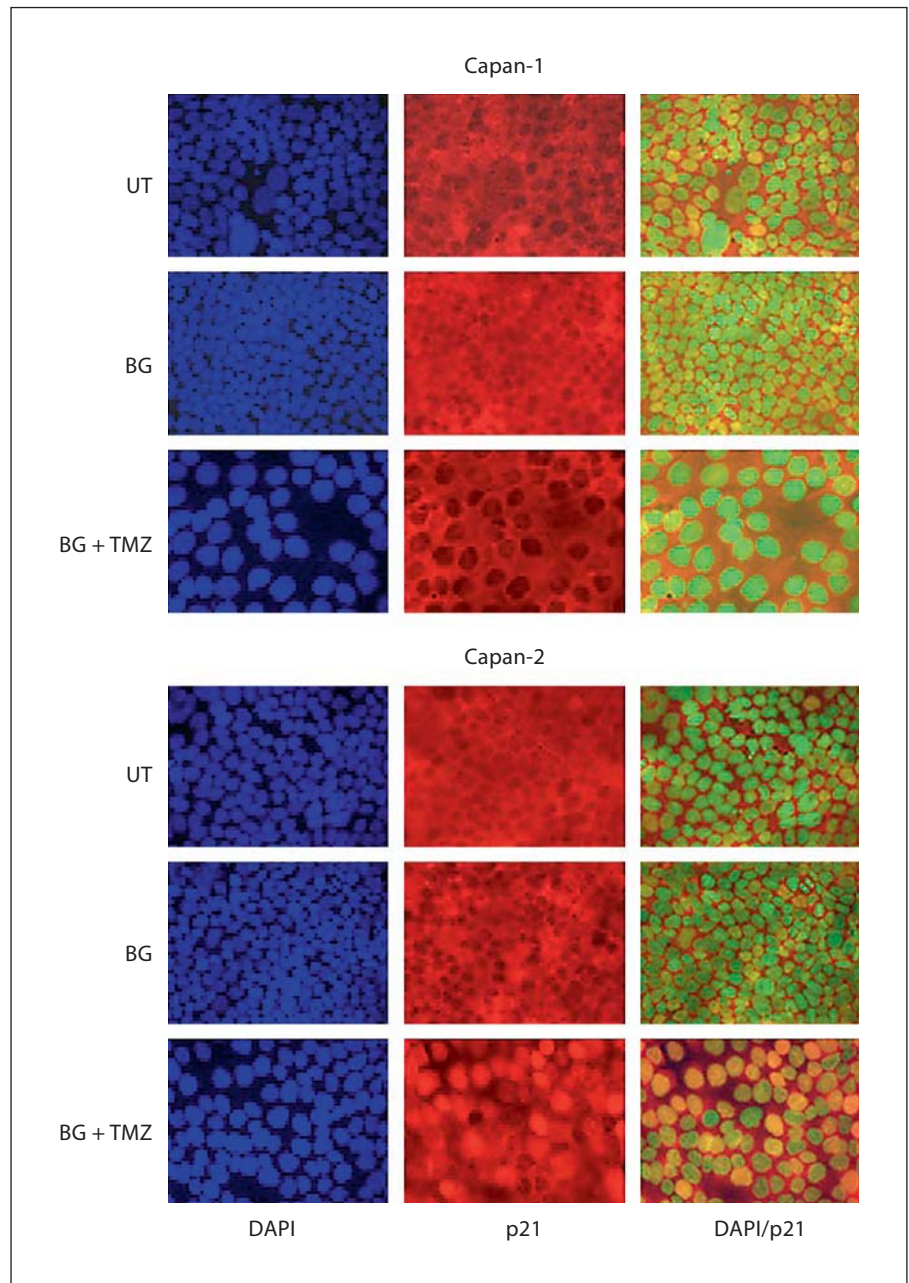 Capan-1
UT
BG
BG + TMZ
Capan-2
UT
BG
BG + TMZ
DAPI p21 DAPI/p21